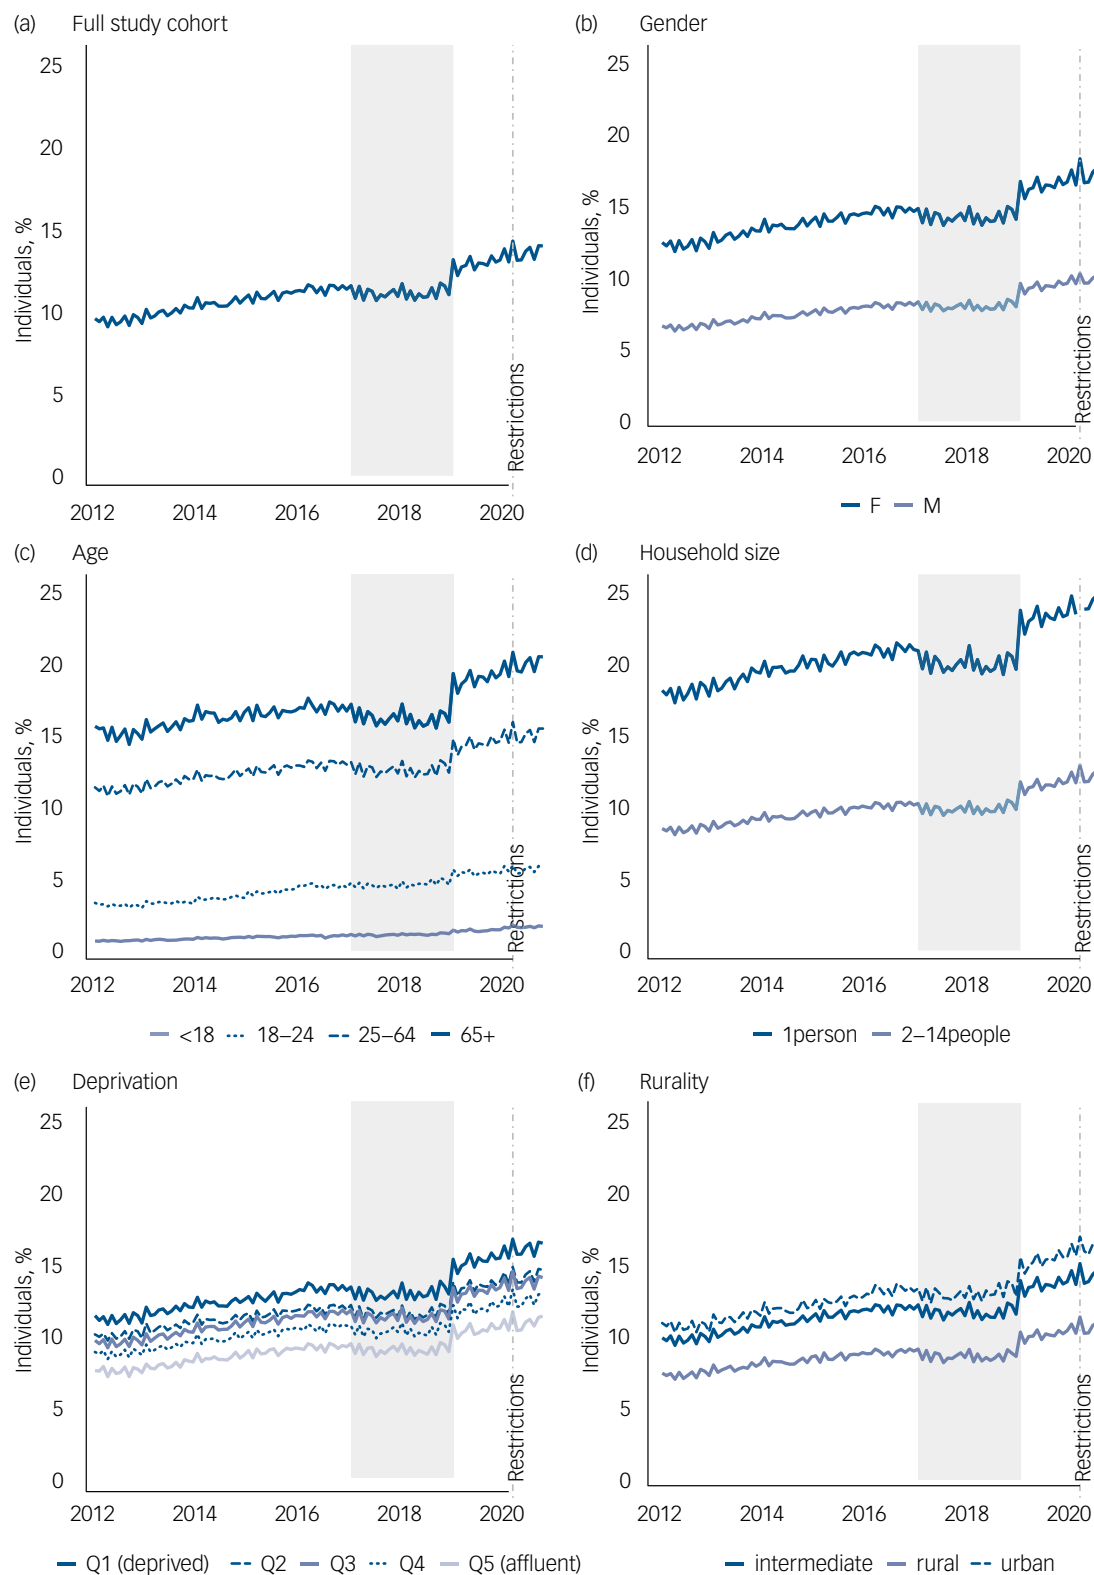 (a) Full study cohort
25
20
15
10
5
0
Individuals, %
Restrictions
2012 2014 2016 2018 2020
(b) Gender
25
20
15
10
5
0
Individuals, %
Restrictions
2012 2014 2016 2018 2020
F M
(c) Age
25
20
15
10
5
0
Individuals, %
Restrictions
2012 2014 2016 2018 2020
<18 18–24 25–64 65+
(d) Household size
25
20
15
10
5
0
Individuals, %
Restrictions
2012 2014 2016 2018 2020
1person 2–14people
(e) Deprivation
25
20
15
10
5
0
Individuals, %
Restrictions
2012 2014 2016 2018 2020
Q1 (deprived) Q2 Q3 Q4 Q5 (affluent)
(f) Rurality
25
20
15
10
5
0
Individuals, %
Restrictions
2012 2014 2016 2018 2020
intermediate rural urban